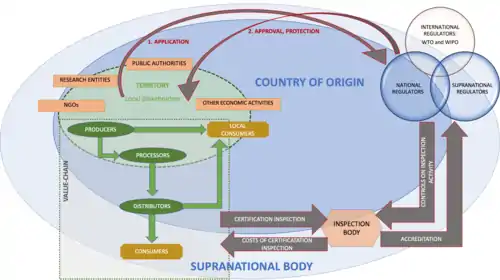 INTERNATIONAL
REGULATORS:
WTO and WIPO
1. APPLICATION
2. APPROVAL, PROTECTION
PUBLIC AUTHORITIES
RESEARCH ENTITIES
TERRITORY
Local Stakeholders
COUNTRY OF ORIGIN
NATIONAL
REGULATORS
SUPRANATIONAL
REGULATORS
NGOs
OTHER ECONOMIC ACTIVITIES
PRODUCERS
LOCAL
CONSUMERS
PROCESSORS
VALUE-CHAIN
DISTRIBUTORS
CONSUMERS
CERTIFICATION INSPECTION
COSTS OF CERTIFICATATION
INSPECTION
INSPECTION
BODY
CONTROLS ON INSPECTION
ACTIVITY
ACCREDITATION
SUPRANATIONAL BODY